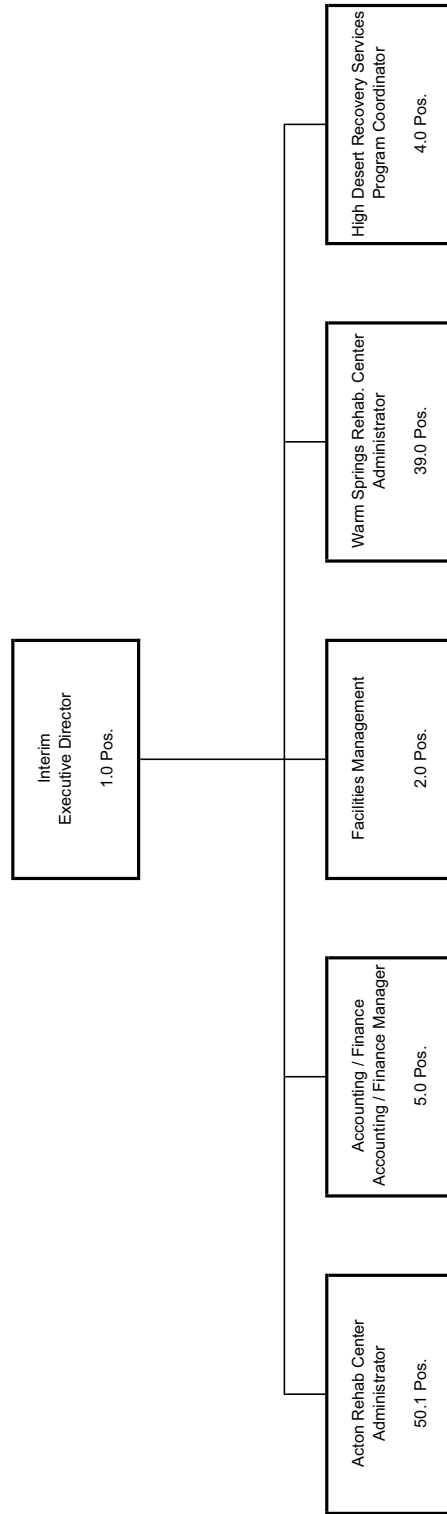 Interim
Executive Director
1.0 Pos.
Acton Rehab Center
Administrator
50.1 Pos.
Accounting / Finance
Accounting / Finance Manager
5.0 Pos.
Facilities Management
2.0 Pos.
Warm Springs Rehab. Center
Administrator
39.0 Pos.
High Desert Recovery Services
Program Coordinator
4.0 Pos.